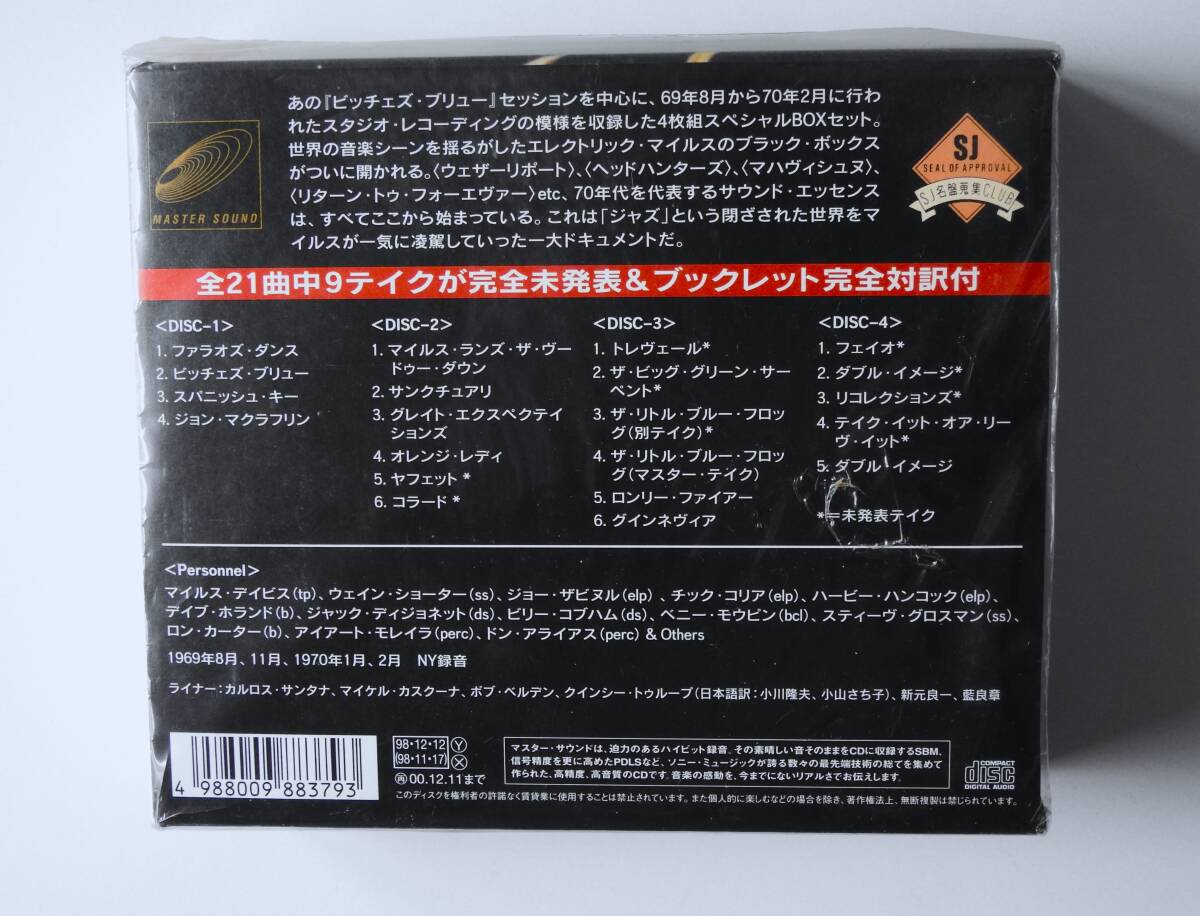 あの『ビッチェズ・ブリュー』セッションを中心に、69年8月から70年2月に行わ
れたスタジオ・レコーディングの模様を収録した4枚組スペシャルBOXセット。
世界の音楽シーンを揺るがしたエレクトリック・マイルスのブラック・ボックス
がついに開かれる。〈ウェザーリポート〉、〈ヘッドハンターズ〉、〈マハヴィシュヌ〉、
〈リターン・トゥ・フォーエヴァー〉etc、70年代を代表するサウンド・エッセンス
は、すべてここから始まっている。これは「ジャズ」という閉ざされた世界をマ
イルスが一気に凌駕していった一大ドキュメントだ。
MASTER SOUND
SJ
SEAL OF APPROVAL
SJ名盤蒐集CLUB
全21曲中9テイクが完全未発表&ブックレット完全対訳付
<DISC-1>
1. ファラオズ・ダンス
2. ビッチェズ・ブリュー
3. スパニッシュ・キー
4. ジョン・マクラフリン
<DISC-2>
1. マイルス・ランズ・ザ・ヴー
ドゥー・ダウン
2. サンクチュアリ
3. グレイト・エクスペクテイ
ションズ
4. オレンジ・レディ
5. ヤフェット *
6. コラード *
<DISC-3>
1. トレヴェール*
2. ザ・ビッグ・グリーン・サー
ペント*
3. ザ・リトル・ブルー・フロッ
グ(別テイク)*
4. ザ・リトル・ブルー・フロッ
グ(マスター・テイク)
5. ロンリー・ファイアー
6. グインネヴィア
<DISC-4>
1. フェイオ*
2. ダブル・イメージ*
3. リコレクションズ*
4. テイク・イット・オア・リー
ヴ・イット*
5. ダブル・イメージ
*=未発表テイク
<Personnel>
マイルス・デイビス(tp)、ウェイン・ショーター(ss)、ジョー・ザビヌル(elp) 、チック・コリア(elp)、ハービー・ハンコック(elp)、
デイブ・ホランド(b)、ジャック・ディジョネット(ds)、ビリー・コブハム(ds)、ベニー・モウピン(bcl)、スティーヴ・グロスマン(ss)、
ロン・カーター(b)、アイアート・モレイラ(perc)、ドン・アライアス(perc) & Others
1969年8月、11月、1970年1月、2月 NY録音
ライナー:カルロス・サンタナ、マイケル・カスクーナ、ボブ・ベルデン、クインシー・トゥループ(日本語訳:小川隆夫、小山さち子)、新元良一、藍良章
4 988009 883793
98・12・12 Y
(98・11・17) X
再 00.12.11まで
マスター・サウンドは、迫力のあるハイビット録音、その素晴しい音そのままをCDに収録するSBM、
信号精度を更に高めたPDLSなど、ソニー・ミュージックが誇る数々の最先端技術の総てを集めて
作られた、高精度、高音質のCDです。音楽の感動を、今までにないリアルさでお伝えします。
COMPACT
disc
DIGITAL AUDIO
このディスクを権利者の許諾なく賃貸業に使用することは禁止されています。また個人的に楽しむなどの場合を除き、著作権法上、無断複製は禁じられています。